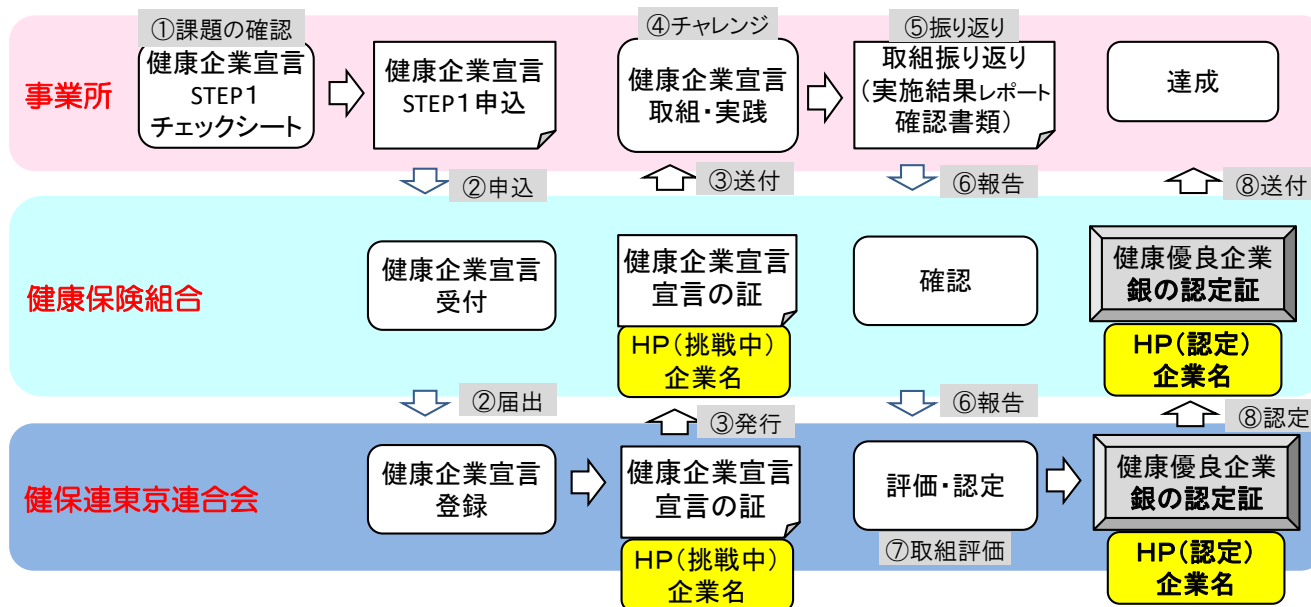 ①課題の確認
健康企業宣言
STEP1
チェックシート
健康企業宣言
STEP1申込
④チャレンジ
健康企業宣言
取組・実践
⑤振り返り
取組振り返り
(実施結果レポート
確認書類)
達成
事業所
②申込
③送付
⑥報告
⑧送付
健康保険組合
健康企業宣言
受付
健康企業宣言
宣言の証
HP(挑戦中)
企業名
確認
健康優良企業
銀の認定証
HP(認定)
企業名
②届出
③発行
⑥報告
⑧認定
健保連東京連合会
健康企業宣言
登録
健康企業宣言
宣言の証
HP(挑戦中)
企業名
評価・認定
⑦取組評価
健康優良企業
銀の認定証
HP(認定)
企業名